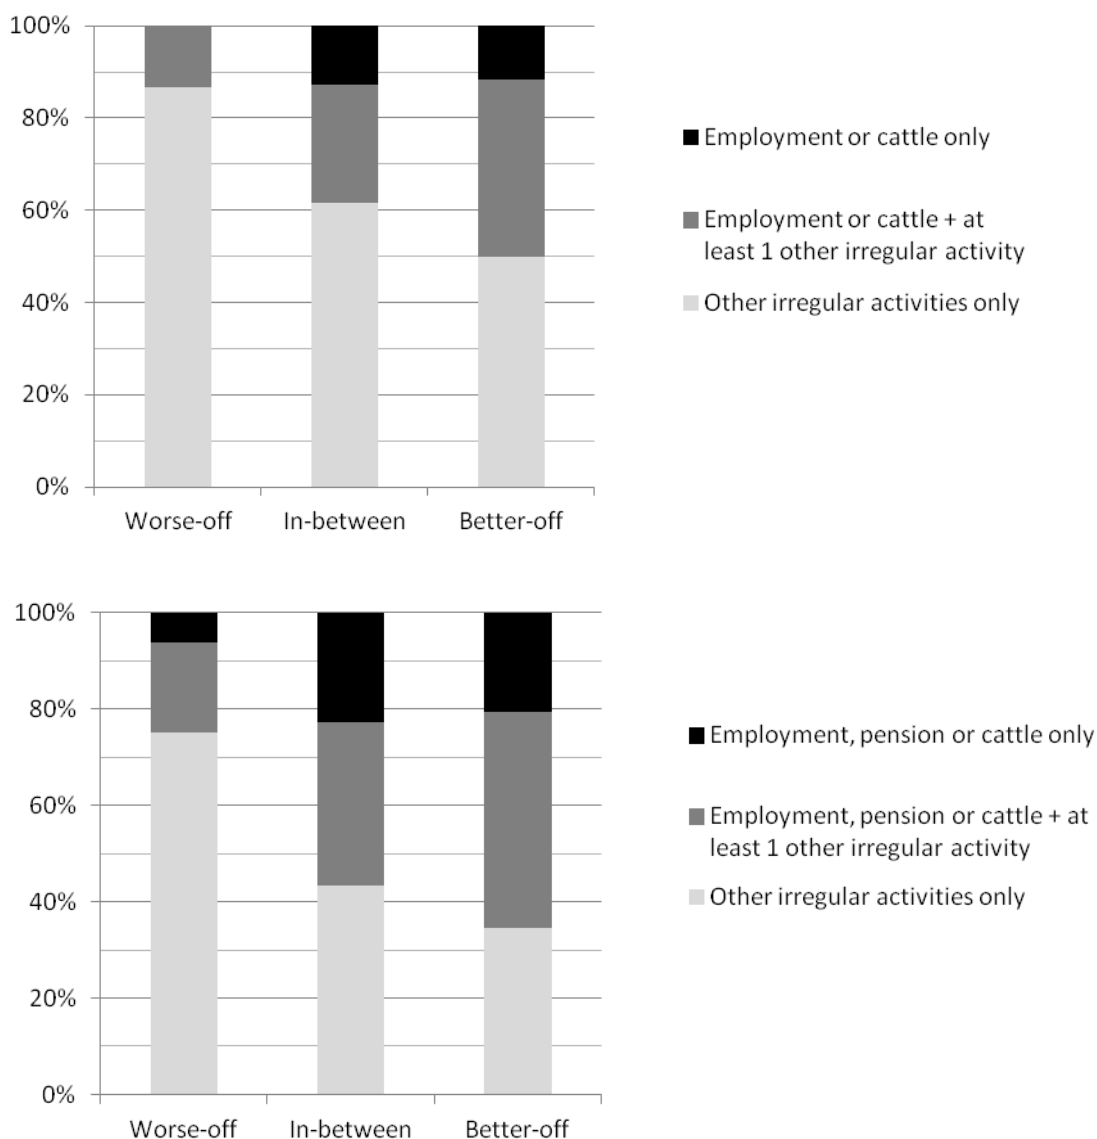 100%
80%
60%
40%
20%
0%
Worse-off
In-between
Better-off
Employment or cattle only
Employment or cattle + at
least 1 other irregular activity
Other irregular activities only
100%
80%
60%
40%
20%
0%
Worse-off
In-between
Better-off
Employment, pension or cattle only
Employment, pension or cattle + at
least 1 other irregular activity
Other irregular activities only